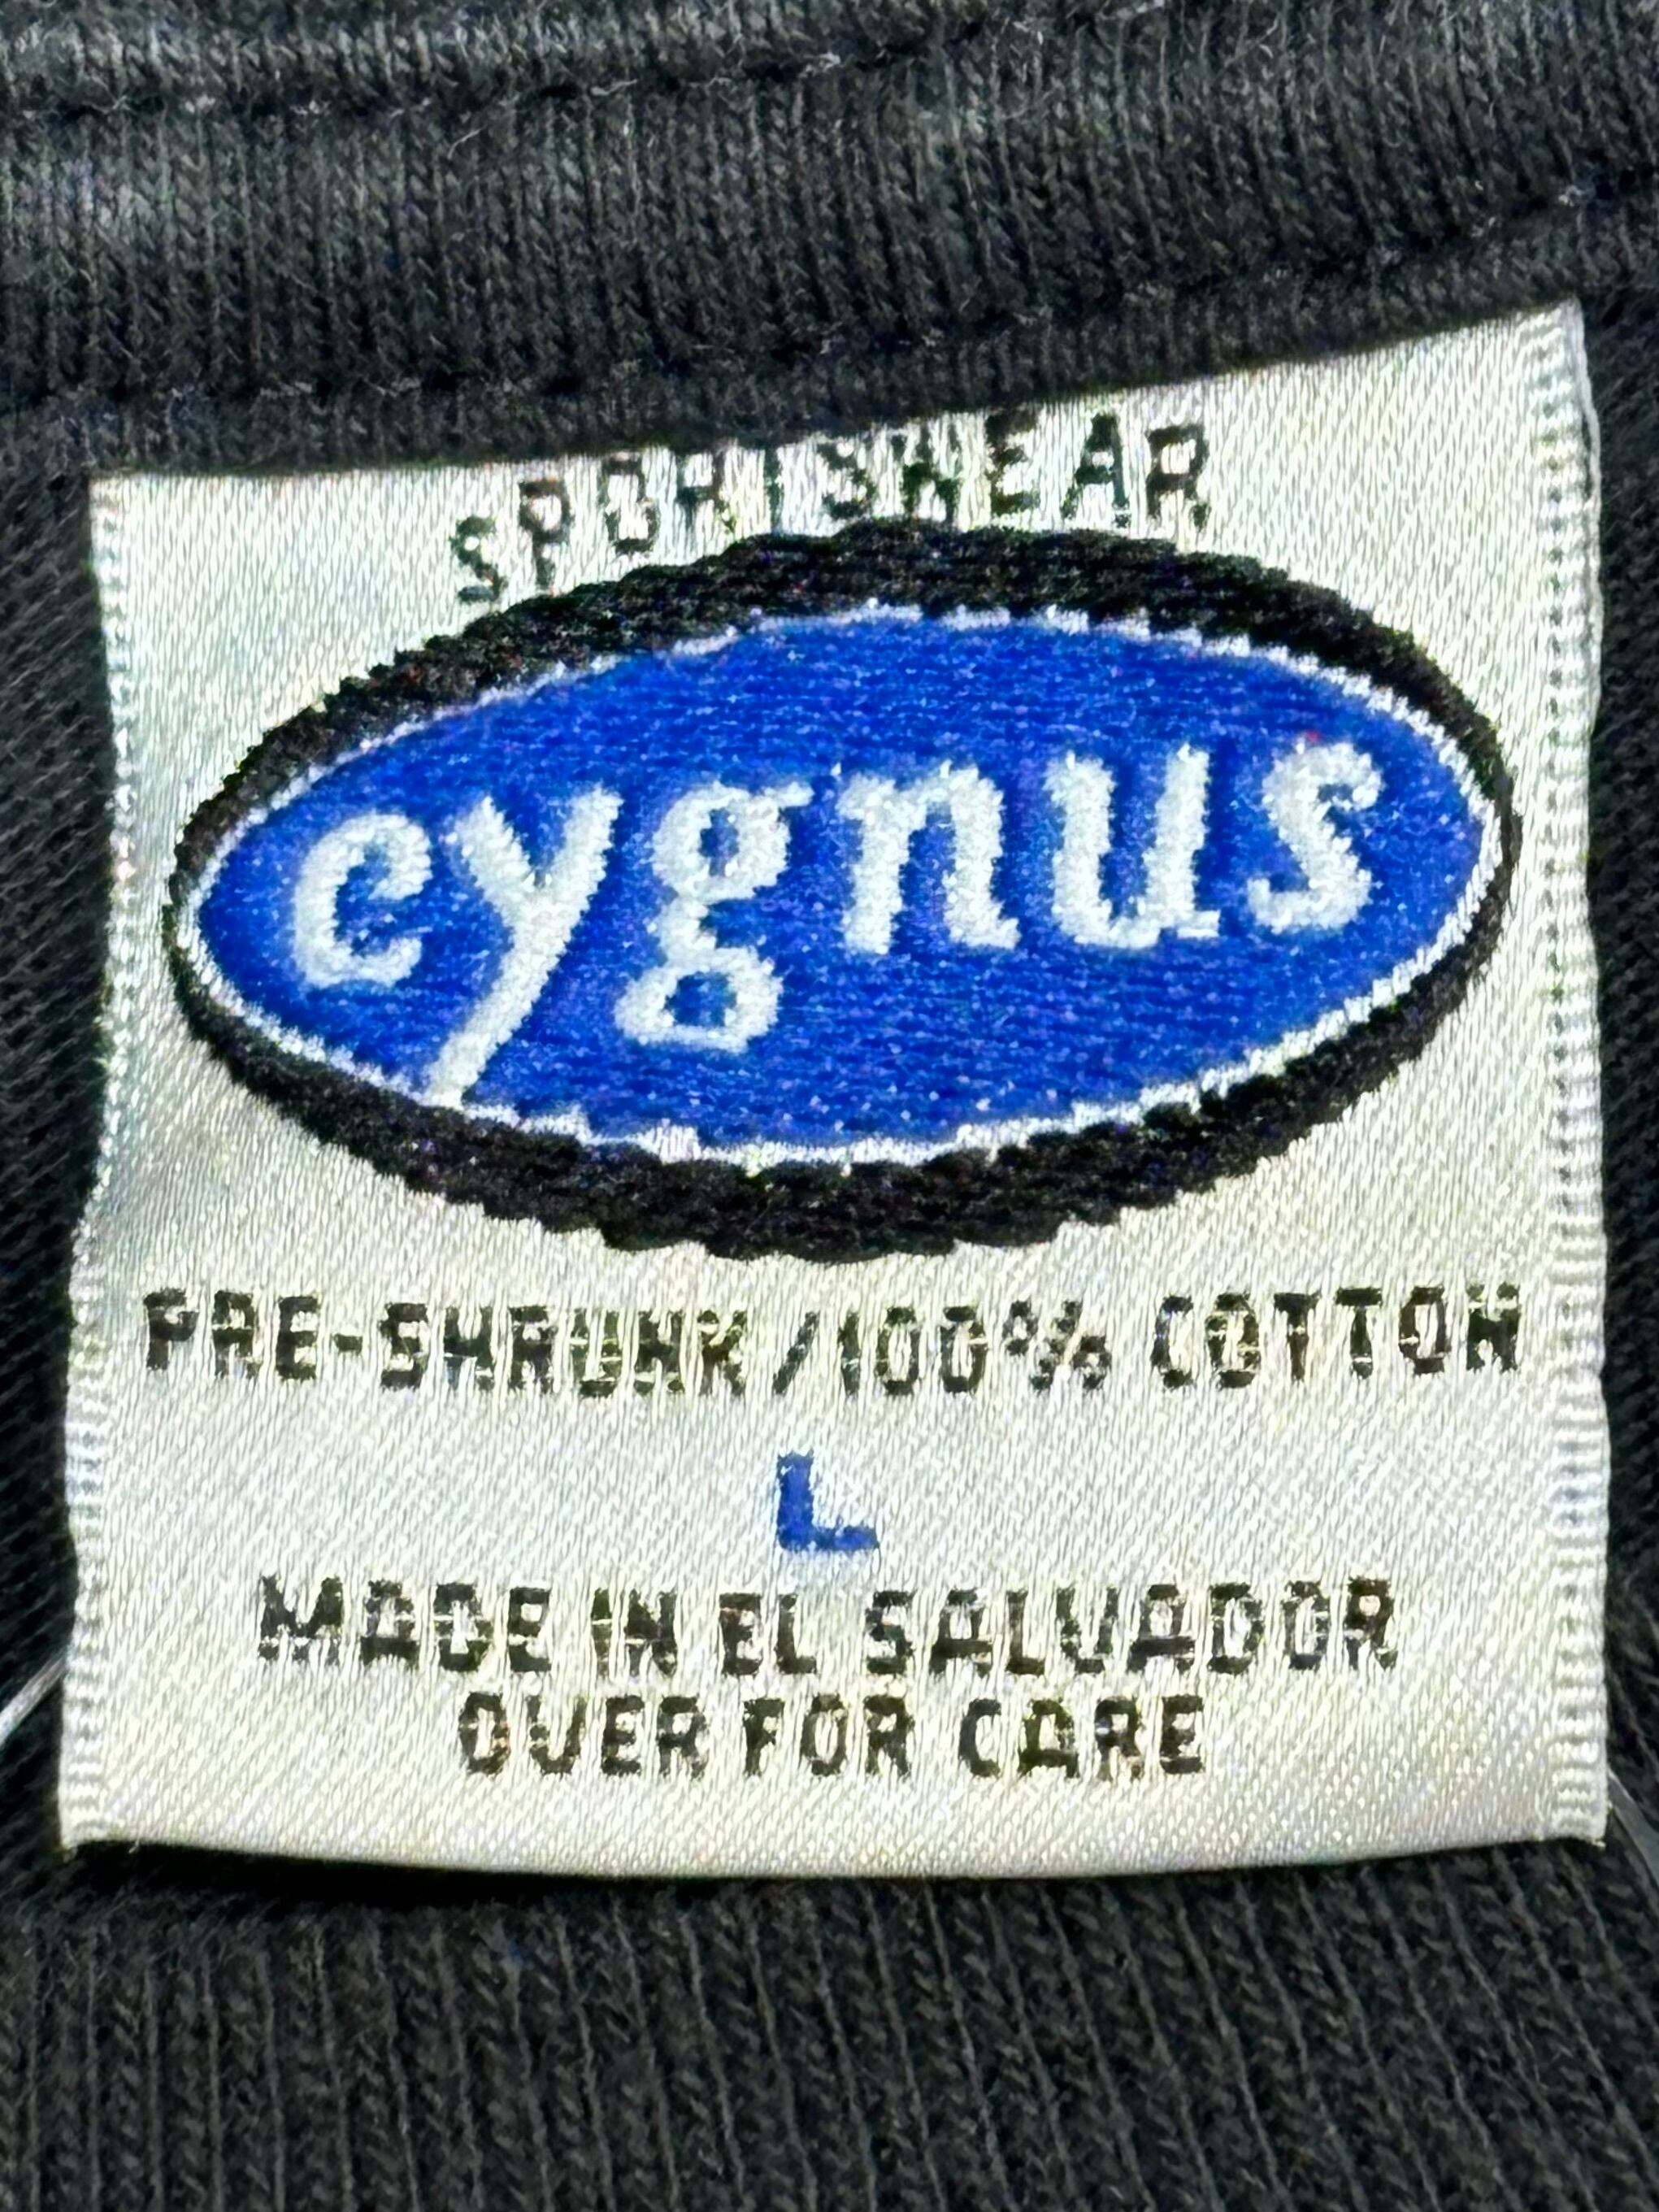 SPORTSWEAR
cygnus
PRE-SHRUNK/100% COTTON
L
MADE IN EL SALVADOR
OVER FOR CARE